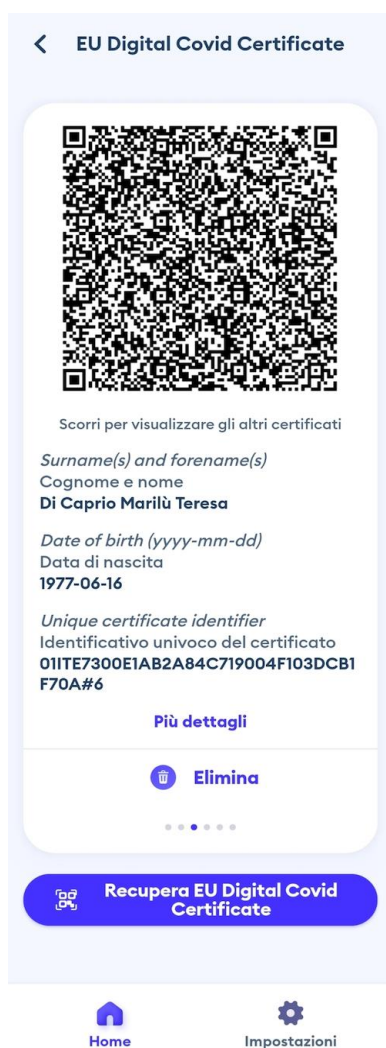 EU Digital Covid Certificate
Scorri per visualizzare gli altri certificati
Surname(s) and forename(s)
Cognome e nome
Di Caprio Marilù Teresa
Date of birth (yyyy-mm-dd)
Data di nascita
1977-06-16
Unique certificate identifier
Identificativo univoco del certificato
01ITE7300E1AB2A84C719004F103DCB1
F70A#6
Più dettagli
Elimina
Recupera EU Digital Covid
Certificate
Home
Impostazioni